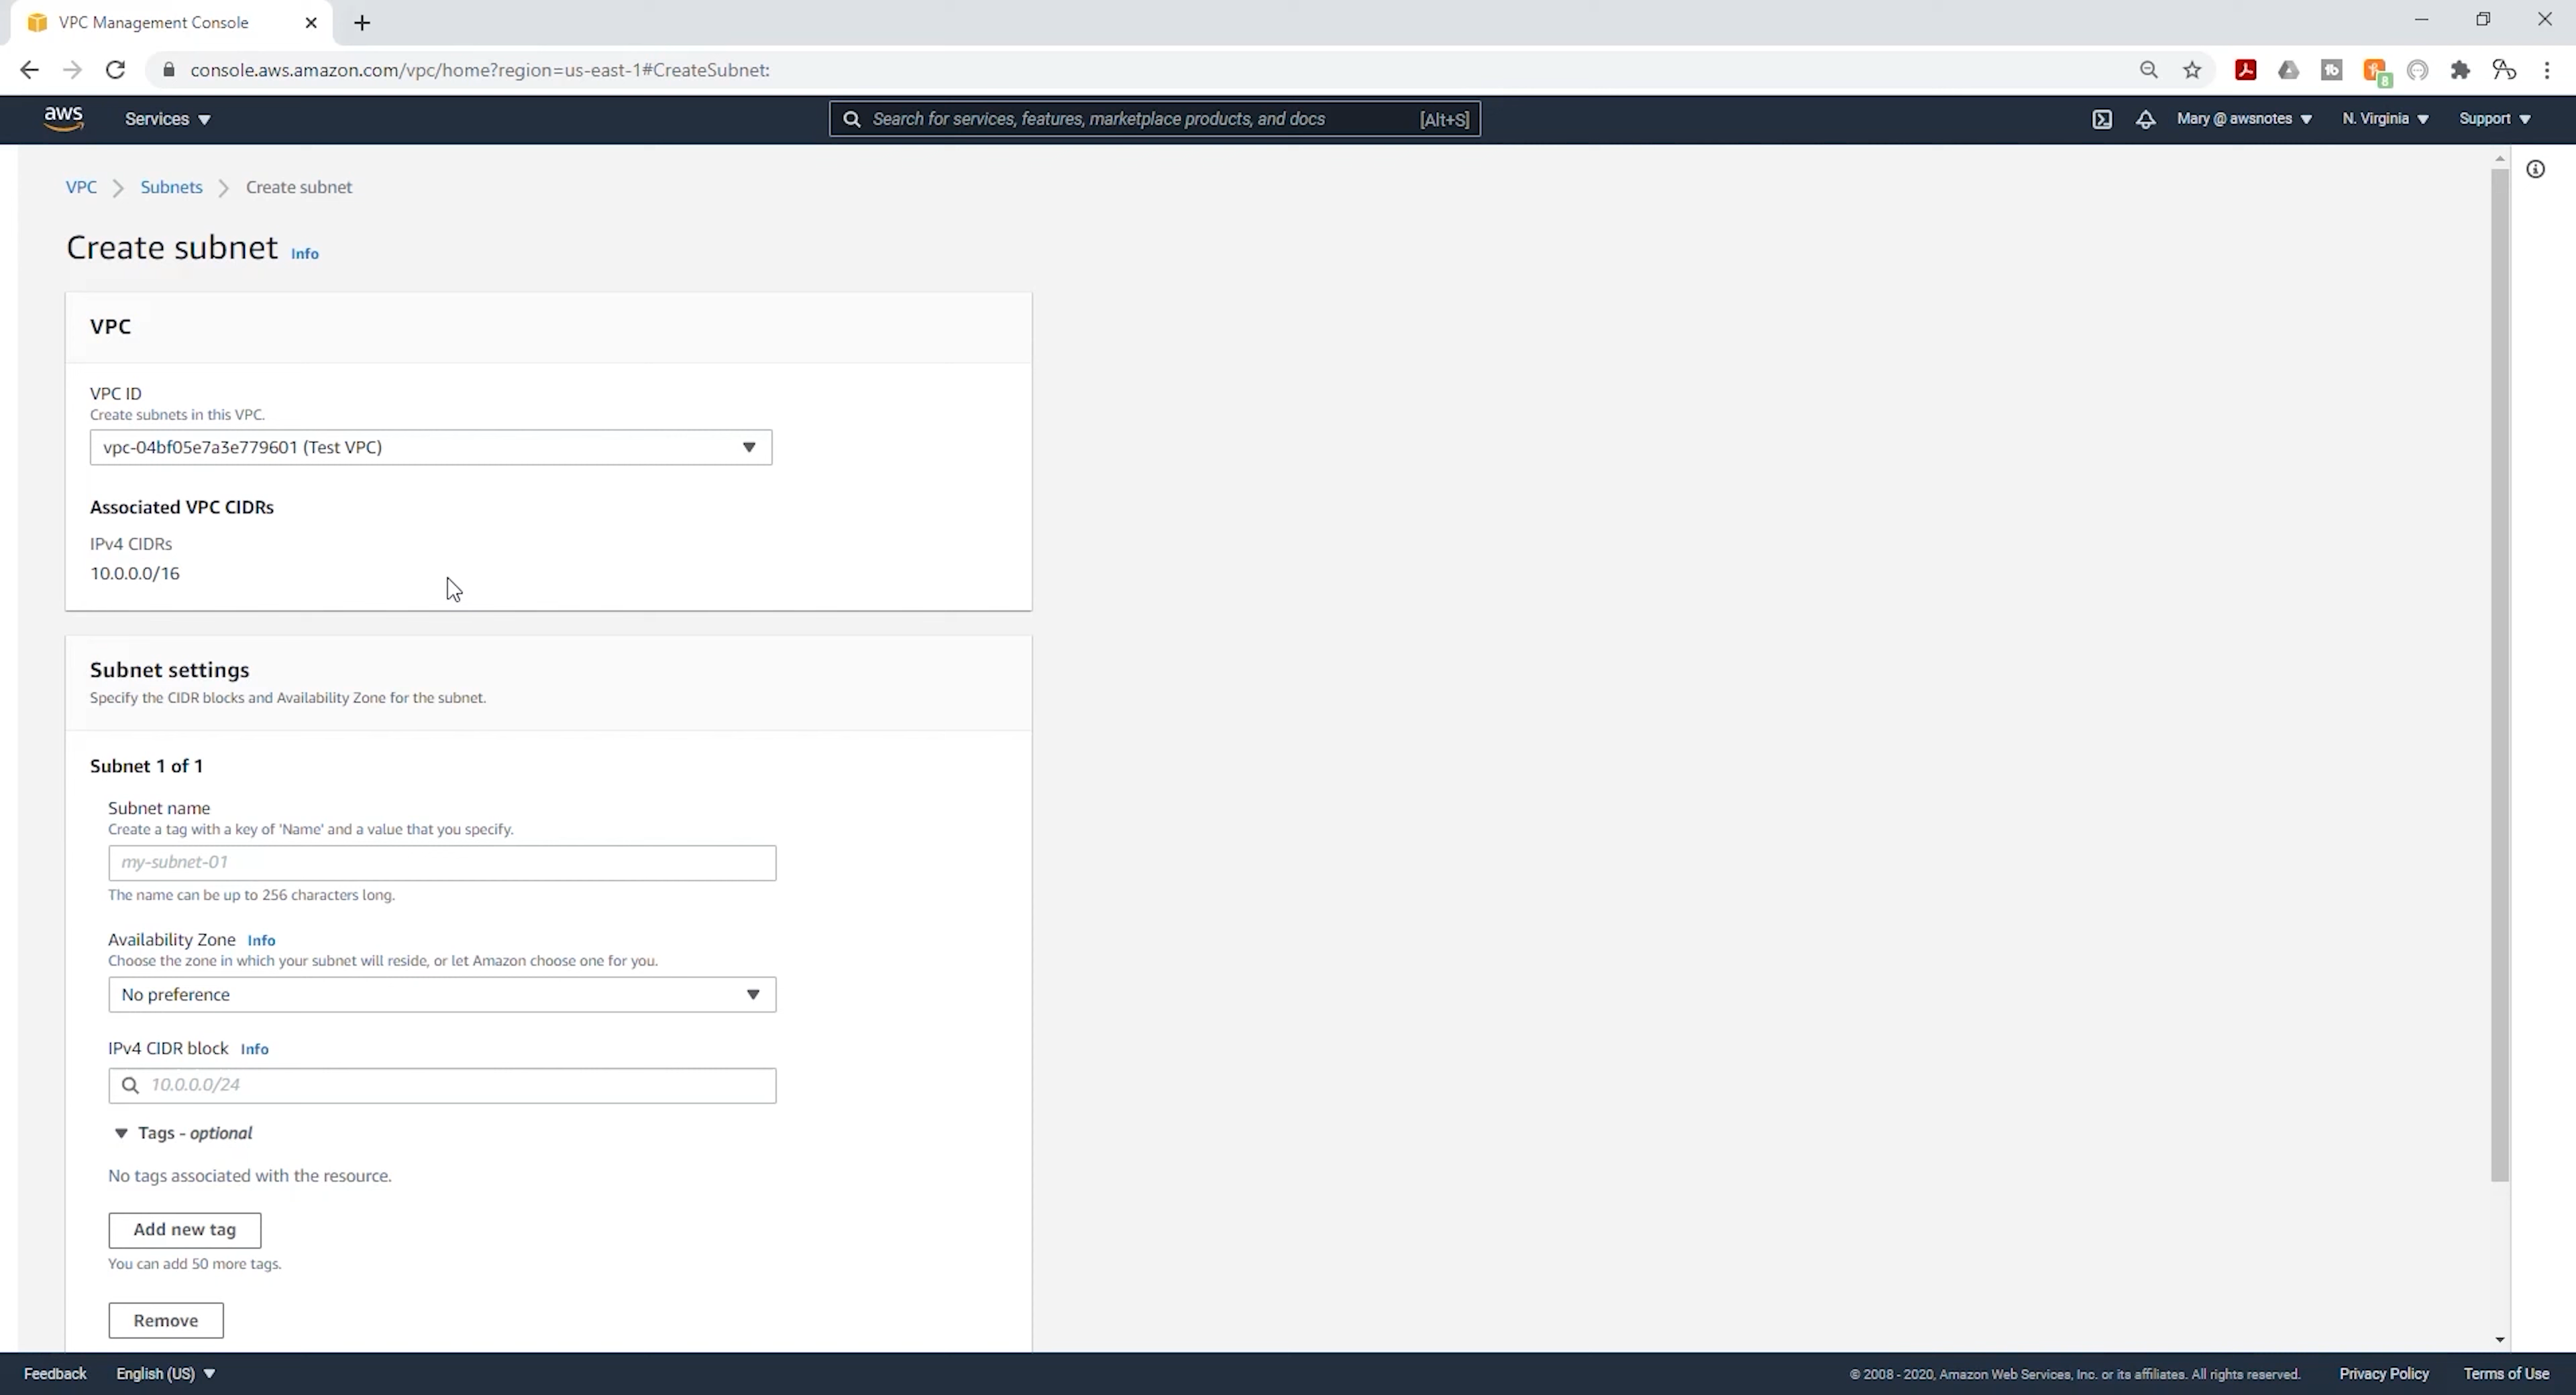 VPC Management Console
console.aws.amazon.com/vpc/home?region=us-east-1#CreateSubnet:
8
aws Services Search for services, features, marketplace products, and docs [Alt+S] Mary @ awsnotes N. Virginia Support
VPC Subnets Create subnet
Create subnet Info
VPC
VPC ID
Create subnets in this VPC.
vpc-04bf05e7a3e779601 (Test VPC)
Associated VPC CIDRs
IPv4 CIDRs
10.0.0.0/16
Subnet settings
Specify the CIDR blocks and Availability Zone for the subnet.
Subnet 1 of 1
Subnet name
Create a tag with a key of 'Name' and a value that you specify.
my-subnet-01
The name can be up to 256 characters long.
Availability Zone Info
Choose the zone in which your subnet will reside, or let Amazon choose one for you.
No preference
IPv4 CIDR block Info
10.0.0.0/24
Tags - optional
No tags associated with the resource.
Add new tag
You can add 50 more tags.
Remove
Feedback English (US) © 2008 - 2020, Amazon Web Services, Inc. or its affiliates. All rights reserved. Privacy Policy Terms of Use